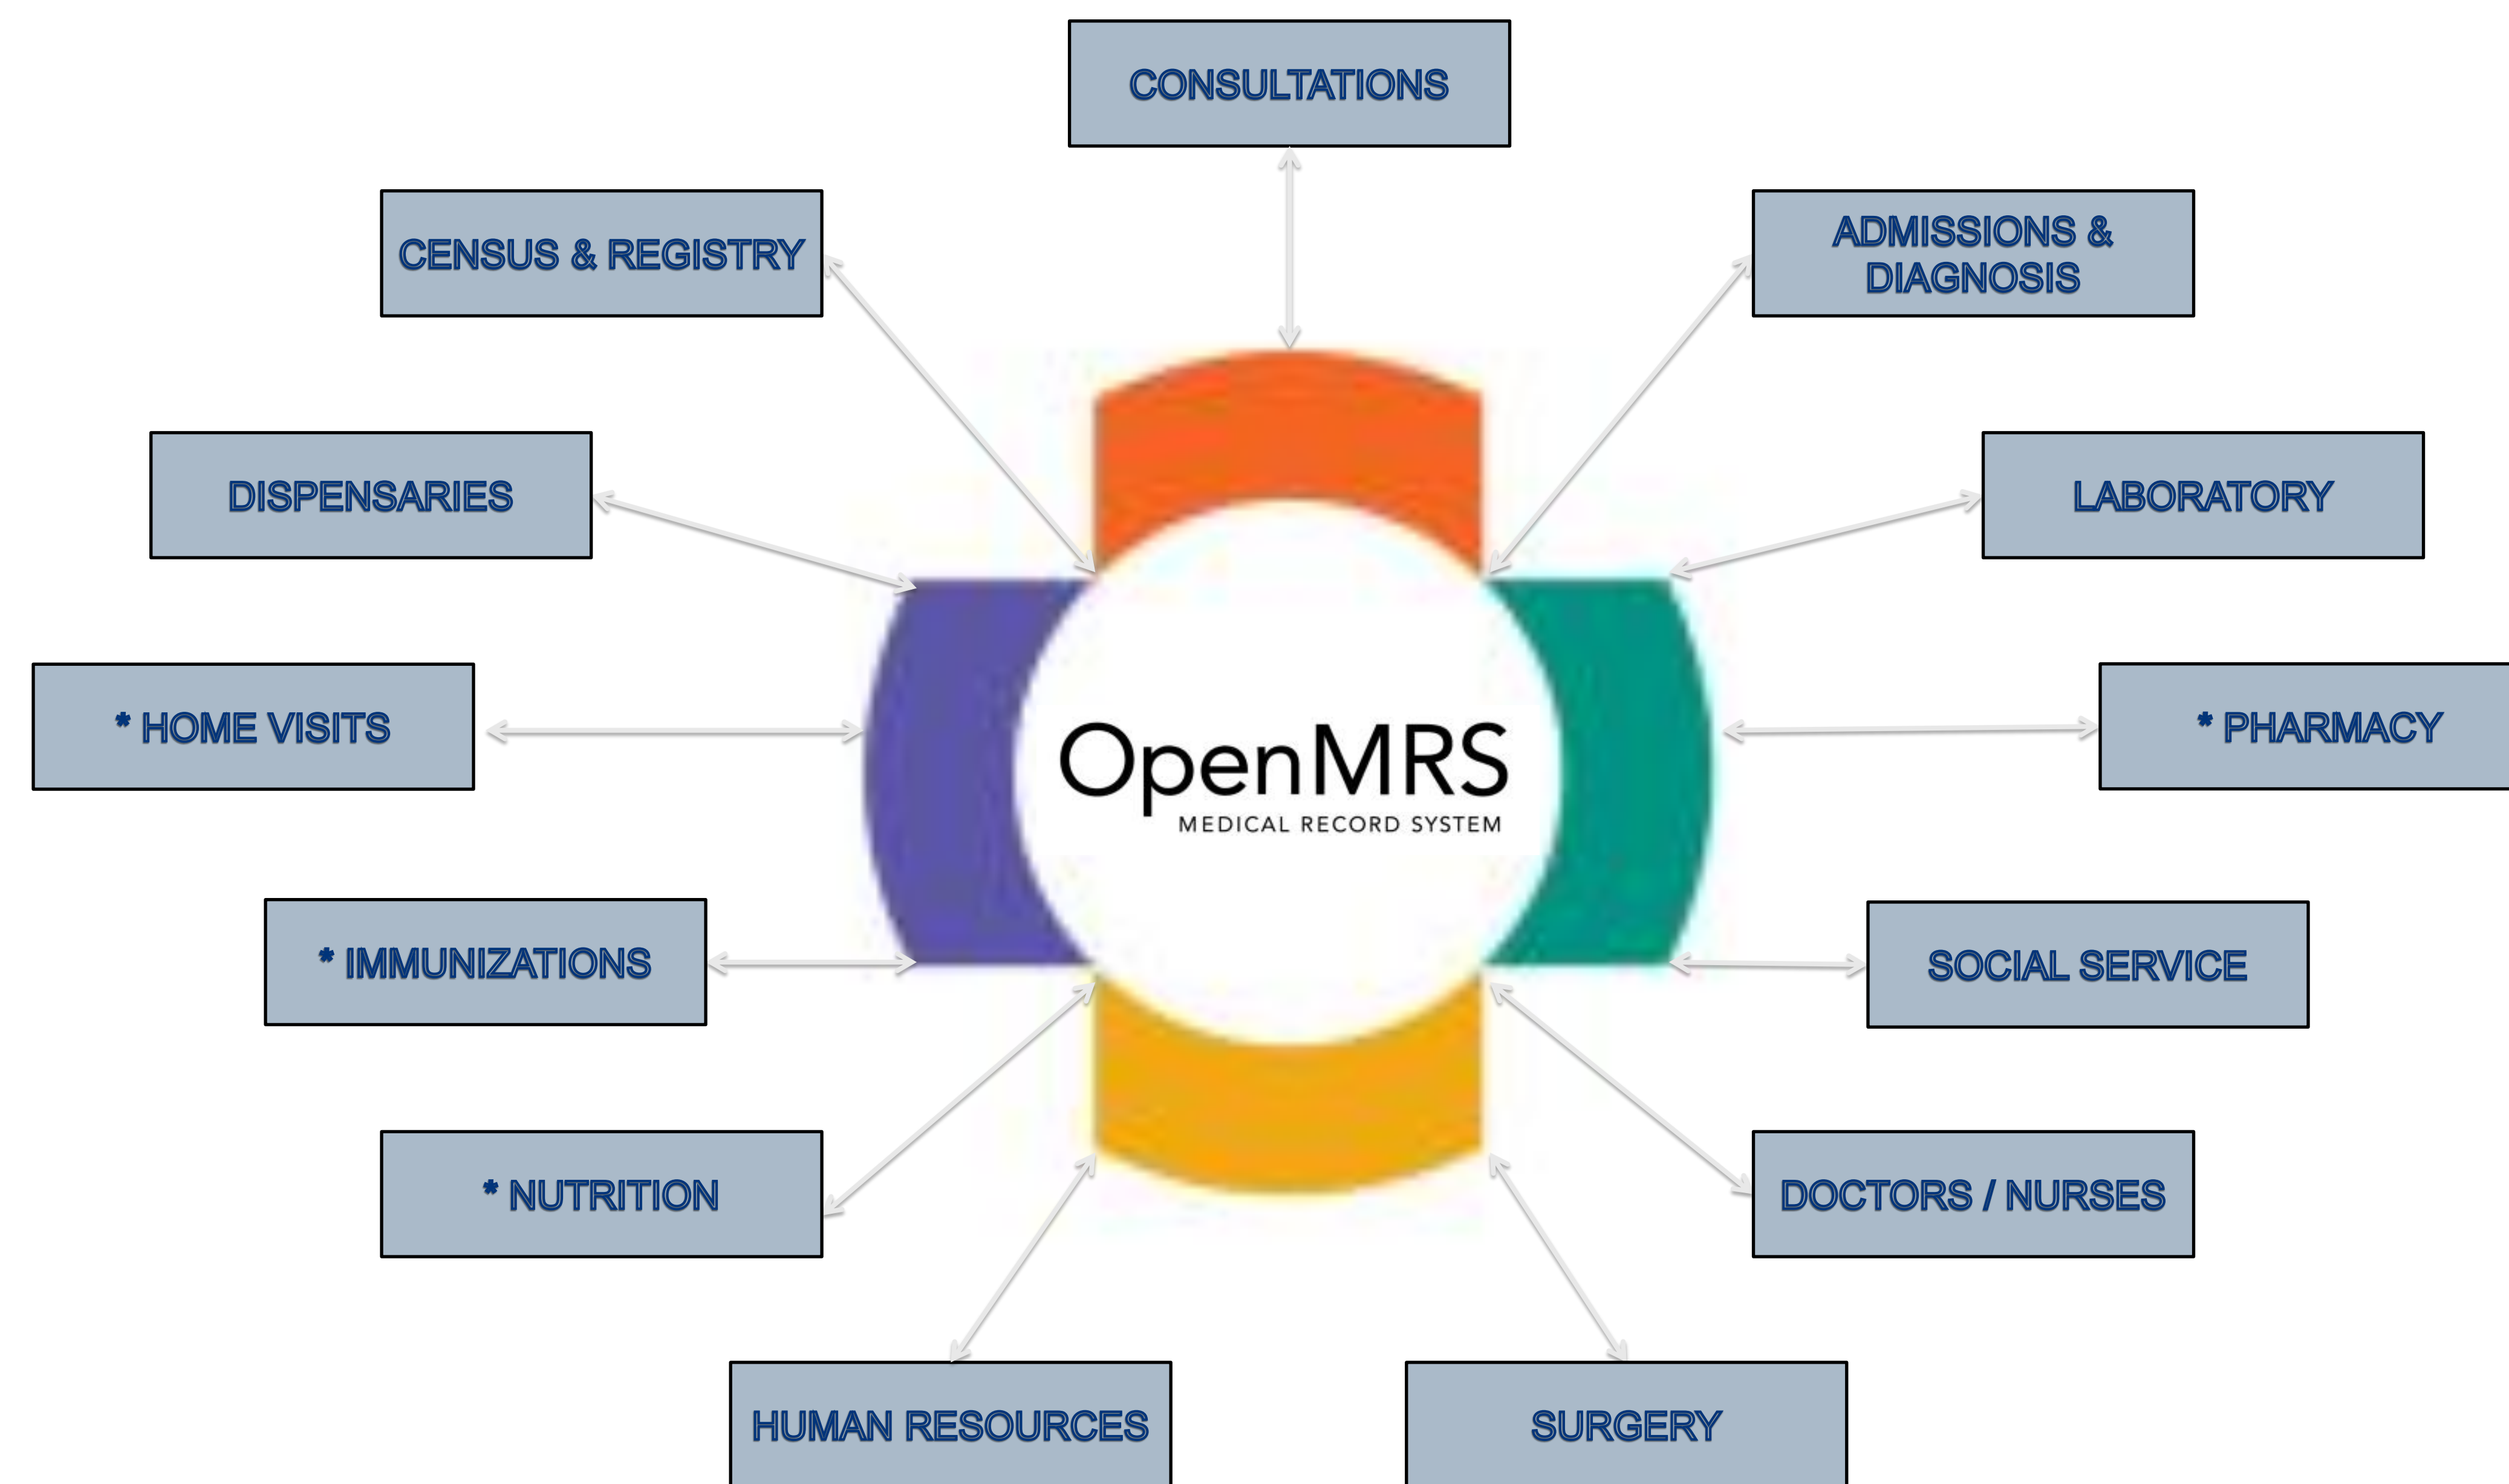 CONSULTATIONS
CENSUS & REGISTRY
ADMISSIONS &
DIAGNOSIS
DISPENSARIES
LABORATORY
* HOME VISITS
OpenMRS
MEDICAL RECORD SYSTEM
* PHARMACY
* IMMUNIZATIONS
SOCIAL SERVICE
* NUTRITION
DOCTORS / NURSES
HUMAN RESOURCES
SURGERY